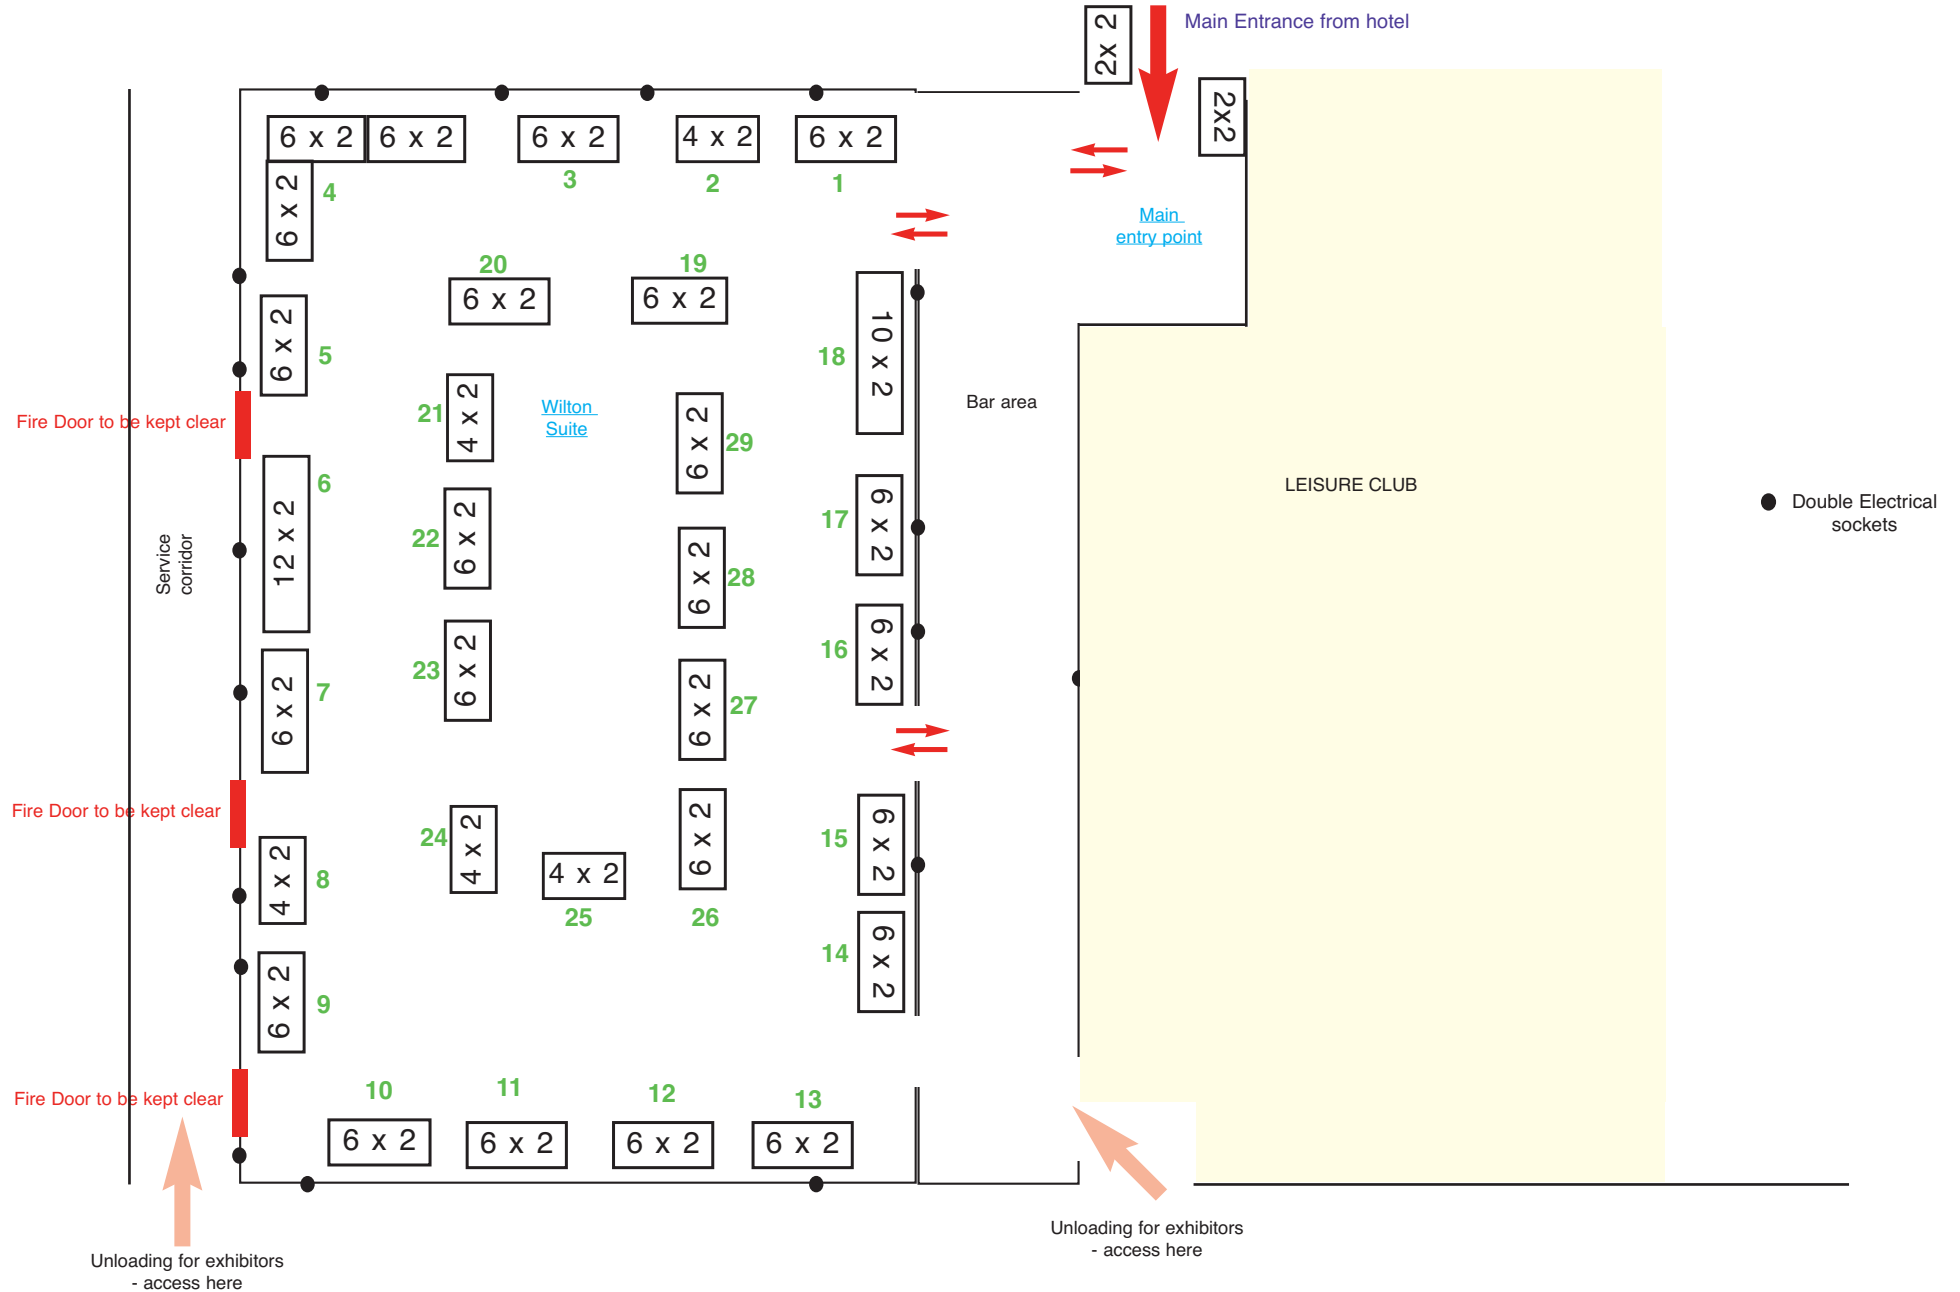 2x 2
Main Entrance from hotel
2x2
6 x 2
6 x 2
6 x 2
4 x 2
6 x 2
6 x 2
4
3
2
1
Main
entry point
20
19
6 x 2
6 x 2
6 x 2
5
10 x 2
18
Fire Door to be kept clear
21
4 x 2
Wilton
Suite
6 x 2
29
Bar area
6
12 x 2
LEISURE CLUB
Double Electrical
sockets
22
6 x 2
6 x 2
28
17
6 x 2
Service
corridor
23
6 x 2
16
6 x 2
7
6 x 2
6 x 2
27
Fire Door to be kept clear
24
4 x 2
4 x 2
25
6 x 2
26
15
6 x 2
4 x 2
8
14
6 x 2
6 x 2
9
Fire Door to be kept clear
10
11
12
13
6 x 2
6 x 2
6 x 2
6 x 2
Unloading for exhibitors
- access here
Unloading for exhibitors
- access here